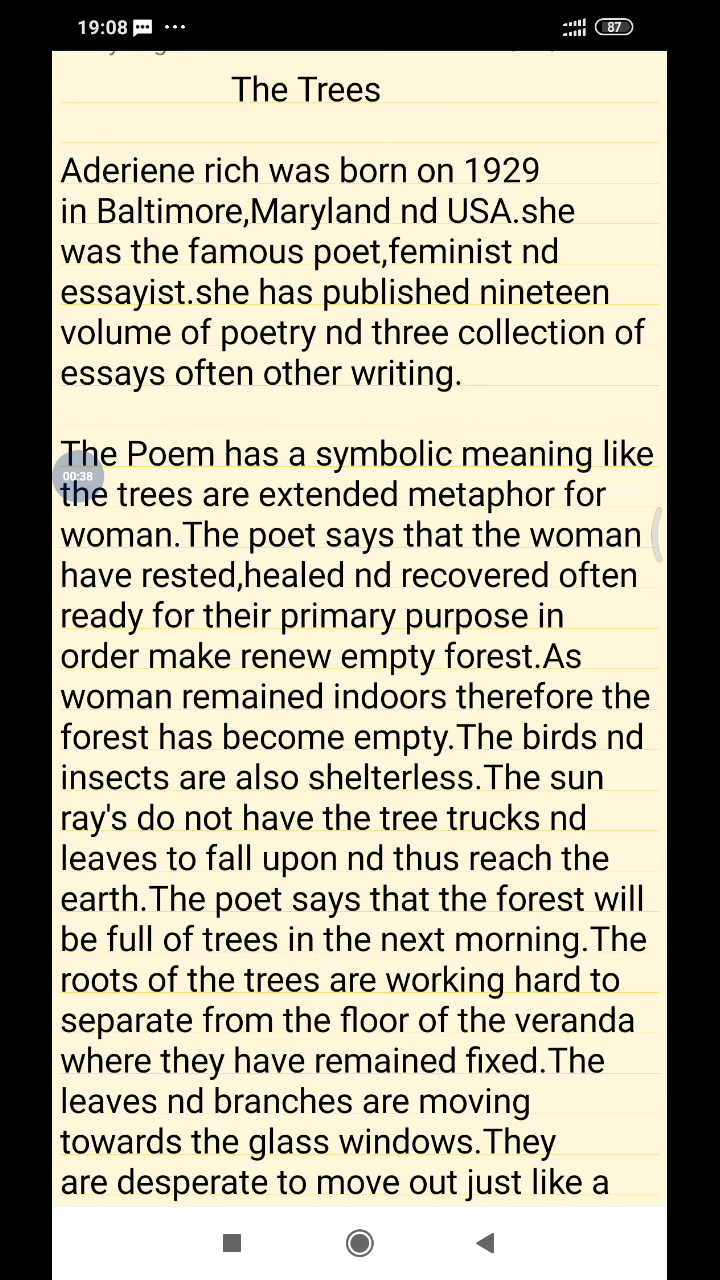 19:08
87
The Trees
Aderiene rich was born on 1929
in Baltimore,Maryland nd USA.she
was the famous poet,feminist nd
essayist.she has published nineteen
volume of poetry nd three collection of
essays often other writing.
The Poem has a symbolic meaning like
00:38
the trees are extended metaphor for
woman.The poet says that the woman
have rested,healed nd recovered often
ready for their primary purpose in
order make renew empty forest.As
woman remained indoors therefore the
forest has become empty.The birds nd
insects are also shelterless.The sun
ray's do not have the tree trucks nd
leaves to fall upon nd thus reach the
earth.The poet says that the forest will
be full of trees in the next morning.The
roots of the trees are working hard to
separate from the floor of the veranda
where they have remained fixed.The
leaves nd branches are moving
towards the glass windows.They
are desperate to move out just like a